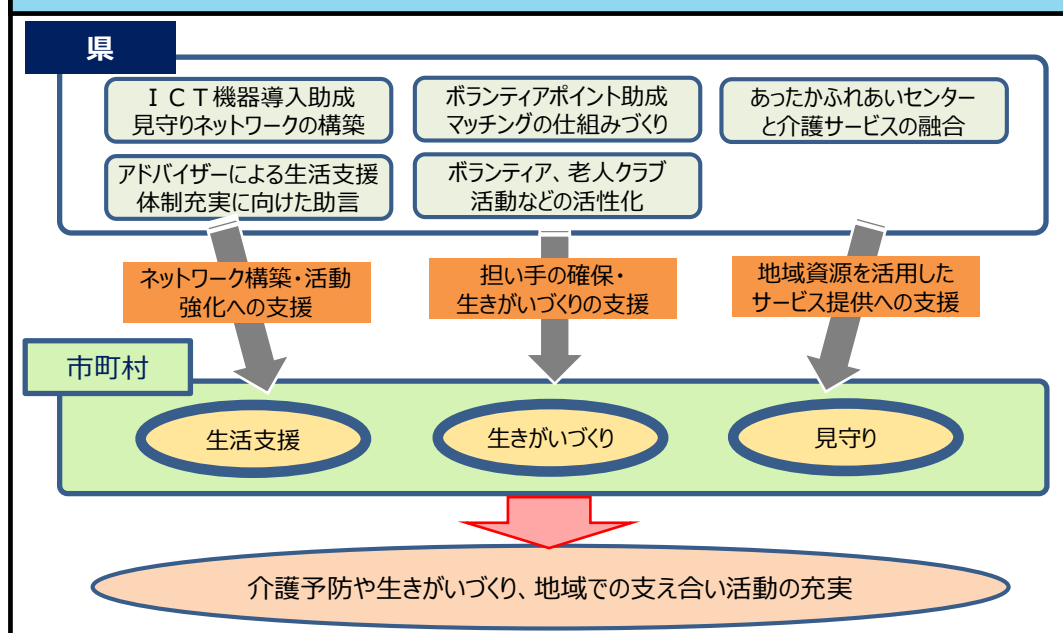 県
ＩＣＴ機器導入助成
見守りネットワークの構築
ボランティアポイント助成
マッチングの仕組みづくり
あったかふれあいセンター
と介護サービスの融合
アドバイザーによる生活支援
体制充実に向けた助言
ボランティア、老人クラブ
活動などの活性化
ネットワーク構築・活動
強化への支援
担い手の確保・
生きがいづくりの支援
地域資源を活用した
サービス提供への支援
市町村
生活支援
生きがいづくり
見守り
介護予防や生きがいづくり、地域での支え合い活動の充実